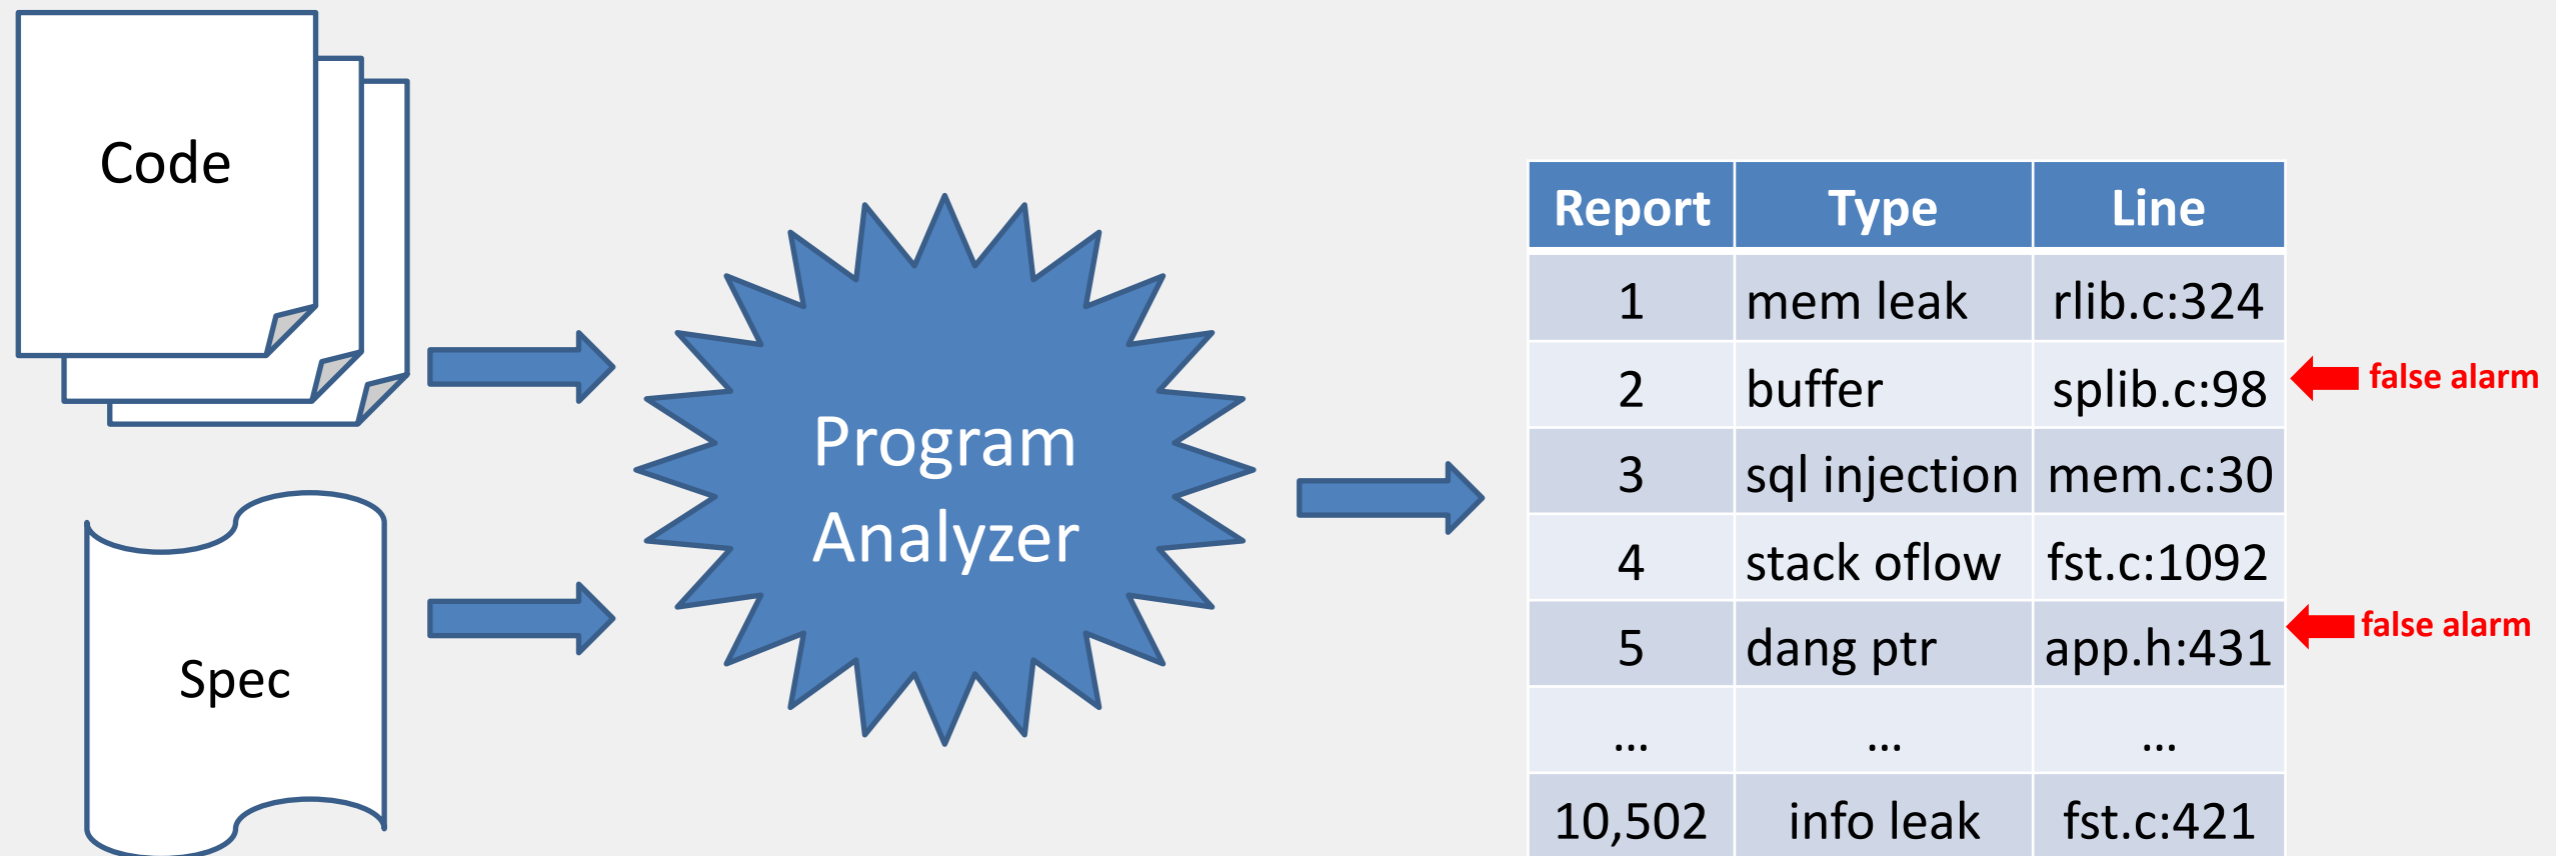 Code
Spec
Program
Analyzer
Report Type Line
1 mem leak rlib.c:324
2 buffer splib.c:98 false alarm
3 sql injection mem.c:30
4 stack oflow fst.c:1092
5 dang ptr app.h:431 false alarm
... ... ...
10,502 info leak fst.c:421